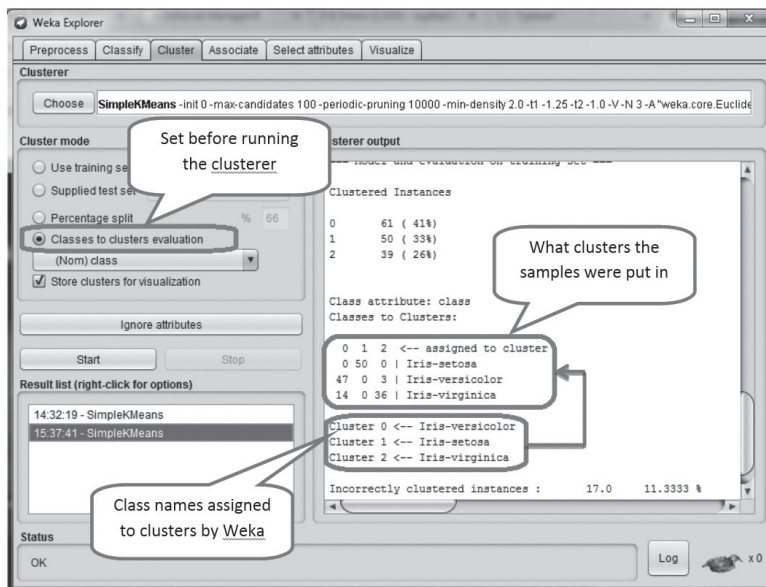 Weka Explorer
Preprocess Classify Cluster Associate Select attributes Visualize
Clusterer
Choose SimpleKMeans -init 0 -max-candidates 100 -periodic-pruning 10000 -min-density 2.0 -t1 -1.25 -t2 -1.0 -V -N 3 -A "weka.core.Euclide
Cluster mode
Use training se
Supplied test set
Percentage split % 66
Classes to clusters evaluation
(Nom) class
Store clusters for visualization
Ignore attributes
Start Stop
Result list (right-click for options)
14:32:19 - SimpleKMeans
15:37:41 - SimpleKMeans
Set before running
the clusterer
sterer output
=== Model and evaluation on training set ===
Clustered Instances
0 61 ( 41%)
1 50 ( 33%)
2 39 ( 26%)
What clusters the
samples were put in
Class attribute: class
Classes to Clusters:
0 1 2 <-- assigned to cluster
0 50 0 | Iris-setosa
47 0 3 | Iris-versicolor
14 0 36 | Iris-virginica
Cluster 0 <-- Iris-versicolor
Cluster 1 <-- Iris-setosa
Cluster 2 <-- Iris-virginica
Incorrectly clustered instances : 17.0 11.3333 %
Class names assigned
to clusters by Weka
Status
OK
Log
x 0